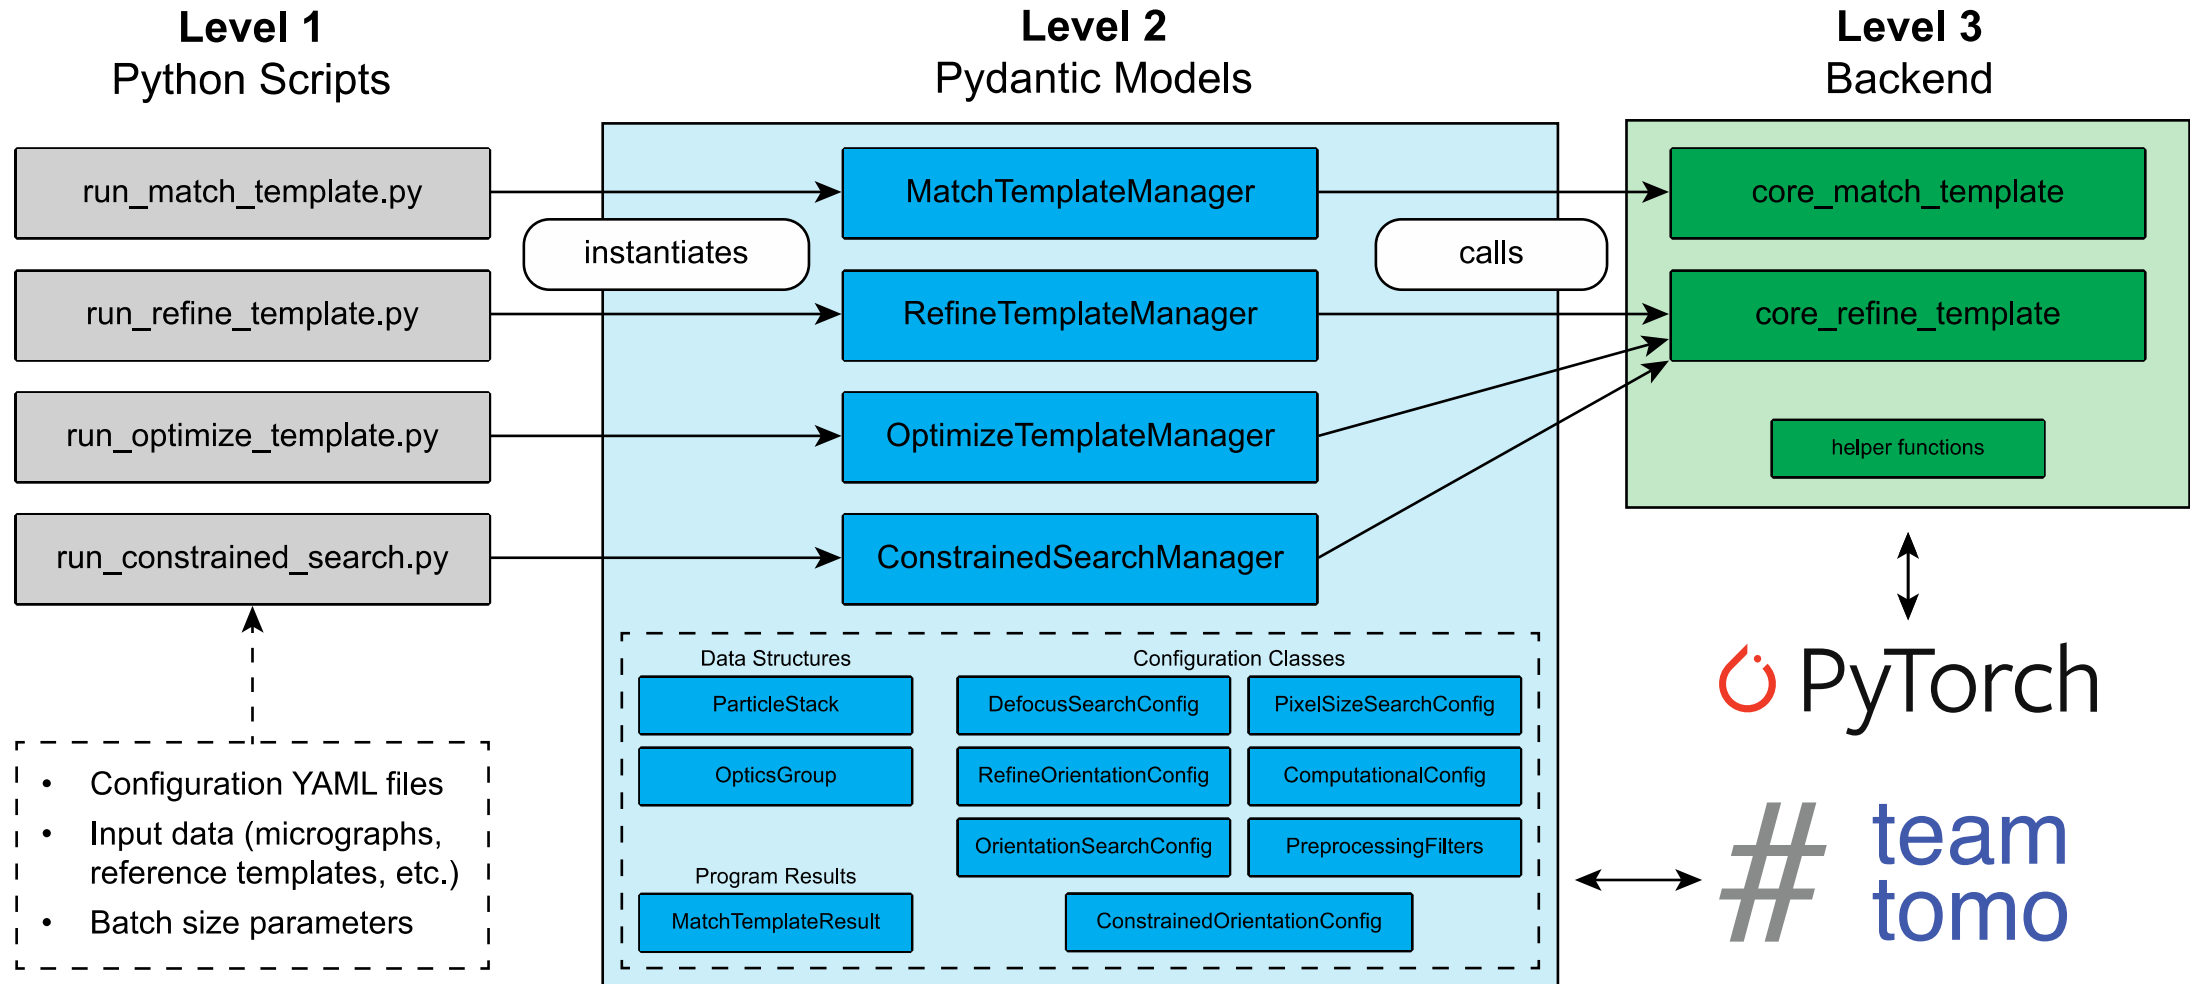 Level 1
Python Scripts
run_match_template.py
run_refine_template.py
run_optimize_template.py
run_constrained_search.py
• Configuration YAML files
• Input data (micrographs,
reference templates, etc.)
• Batch size parameters
instantiates
Level 2
Pydantic Models
MatchTemplateManager
RefineTemplateManager
OptimizeTemplateManager
ConstrainedSearchManager
Data Structures
ParticleStack
OpticsGroup
Program Results
MatchTemplateResult
Configuration Classes
DefocusSearchConfig
PixelSizeSearchConfig
RefineOrientationConfig
ComputationalConfig
OrientationSearchConfig
PreprocessingFilters
ConstrainedOrientationConfig
calls
Level 3
Backend
core_match_template
core_refine_template
helper functions
PyTorch
# team
tomo